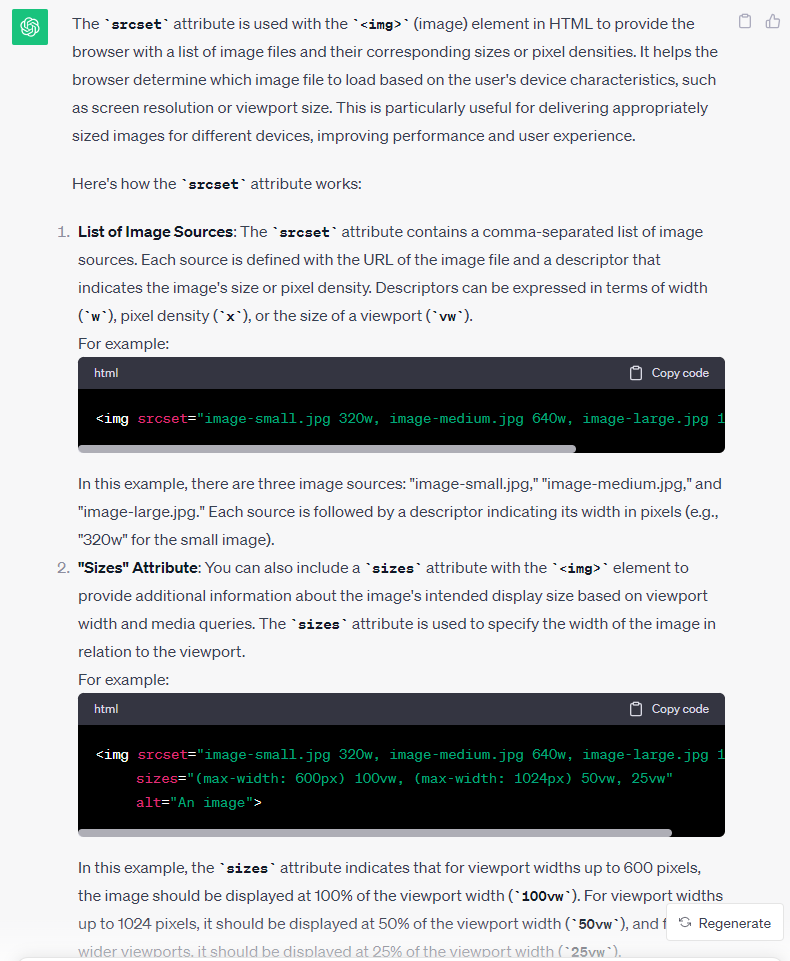 The `srcset` attribute is used with the `<img>` (image) element in HTML to provide the
browser with a list of image files and their corresponding sizes or pixel densities. It helps the
browser determine which image file to load based on the user's device characteristics, such
as screen resolution or viewport size. This is particularly useful for delivering appropriately
sized images for different devices, improving performance and user experience.
Here's how the `srcset` attribute works:
1. List of Image Sources: The `srcset` attribute contains a comma-separated list of image
sources. Each source is defined with the URL of the image file and a descriptor that
indicates the image's size or pixel density. Descriptors can be expressed in terms of width
(`w`), pixel density (`x`), or the size of a viewport (`vw`).
For example:
html Copy code
<img srcset="image-small.jpg 320w, image-medium.jpg 640w, image-large.jpg 1
In this example, there are three image sources: "image-small.jpg," "image-medium.jpg," and
"image-large.jpg." Each source is followed by a descriptor indicating its width in pixels (e.g.,
"320w" for the small image).
2. "Sizes" Attribute: You can also include a `sizes` attribute with the `<img>` element to
provide additional information about the image's intended display size based on viewport
width and media queries. The `sizes` attribute is used to specify the width of the image in
relation to the viewport.
For example:
html Copy code
<img srcset="image-small.jpg 320w, image-medium.jpg 640w, image-large.jpg 1
sizes="(max-width: 600px) 100vw, (max-width: 1024px) 50vw, 25vw"
alt="An image">
In this example, the `sizes` attribute indicates that for viewport widths up to 600 pixels,
the image should be displayed at 100% of the viewport width (`100vw`). For viewport widths
up to 1024 pixels, it should be displayed at 50% of the viewport width (`50vw`), and f
Regenerate
wider viewports, it should be displayed at 25% of the viewport width (`25vw`).